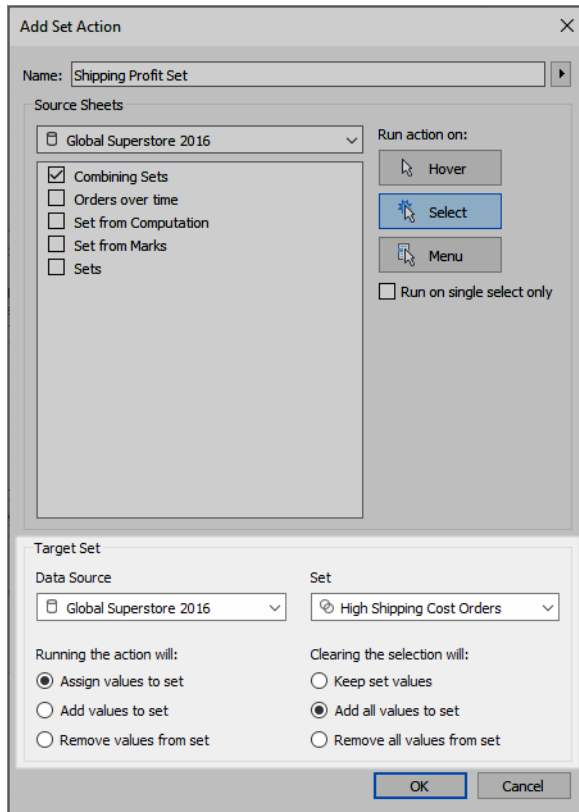 Add Set Action
Name: Shipping Profit Set
Source Sheets
Global Superstore 2016
Combining Sets
Orders over time
Set from Computation
Set from Marks
Sets
Run action on:
Hover
Select
Menu
Run on single select only
Target Set
Data Source
Global Superstore 2016
Set
High Shipping Cost Orders
Running the action will:
Assign values to set
Add values to set
Remove values from set
Clearing the selection will:
Keep set values
Add all values to set
Remove all values from set
OK
Cancel